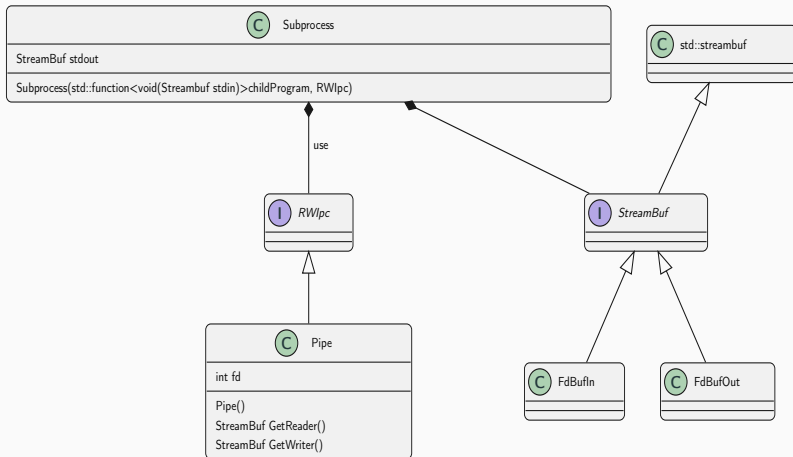 C Subprocess
StreamBuf stdout
Subprocess(std::function<void(Streambuf stdin)>childProgram, RWIpc)
C std::streambuf
use
I RWIpc
I StreamBuf
C Pipe
int fd
Pipe()
StreamBuf GetReader()
StreamBuf GetWriter()
C FdBufIn
C FdBufOut